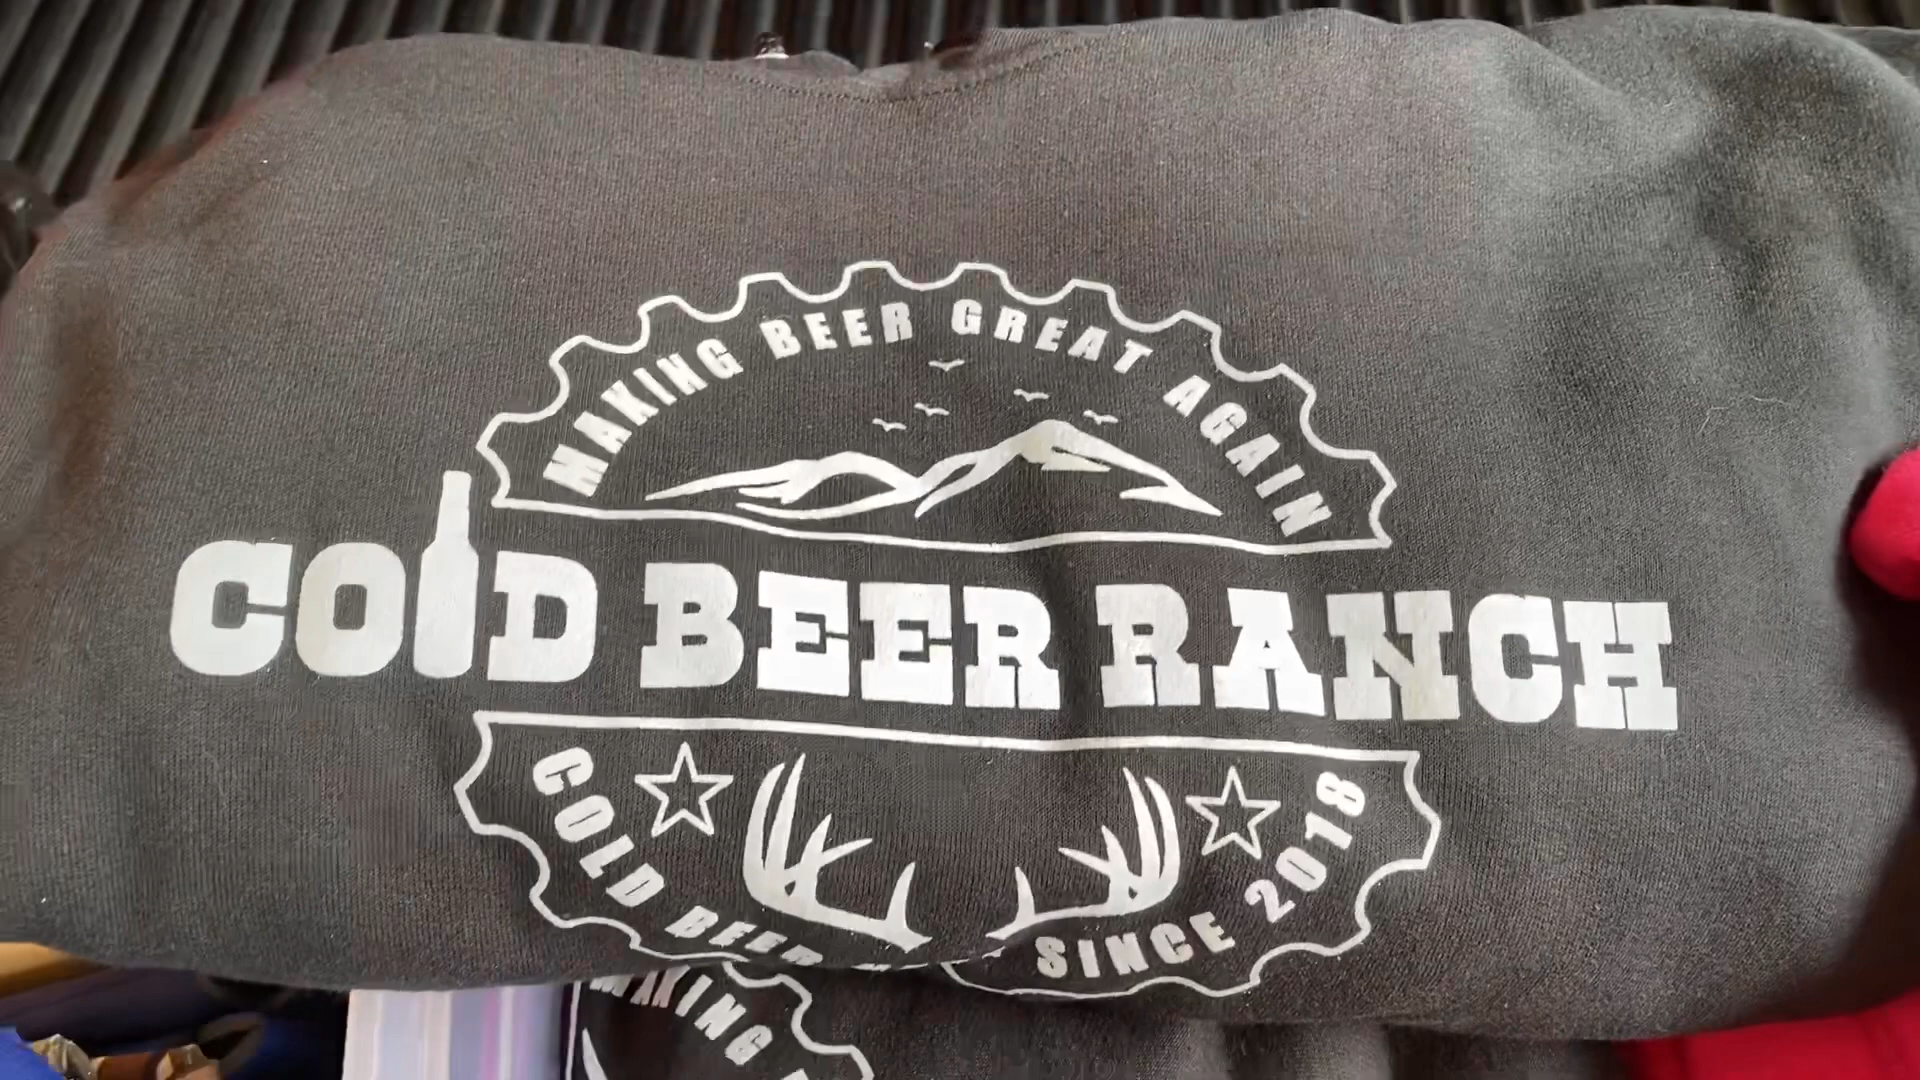 MAKING BEER GREAT AGAIN
COLD BEER RANCH
COLD BEER
SINCE 2018
MAKING